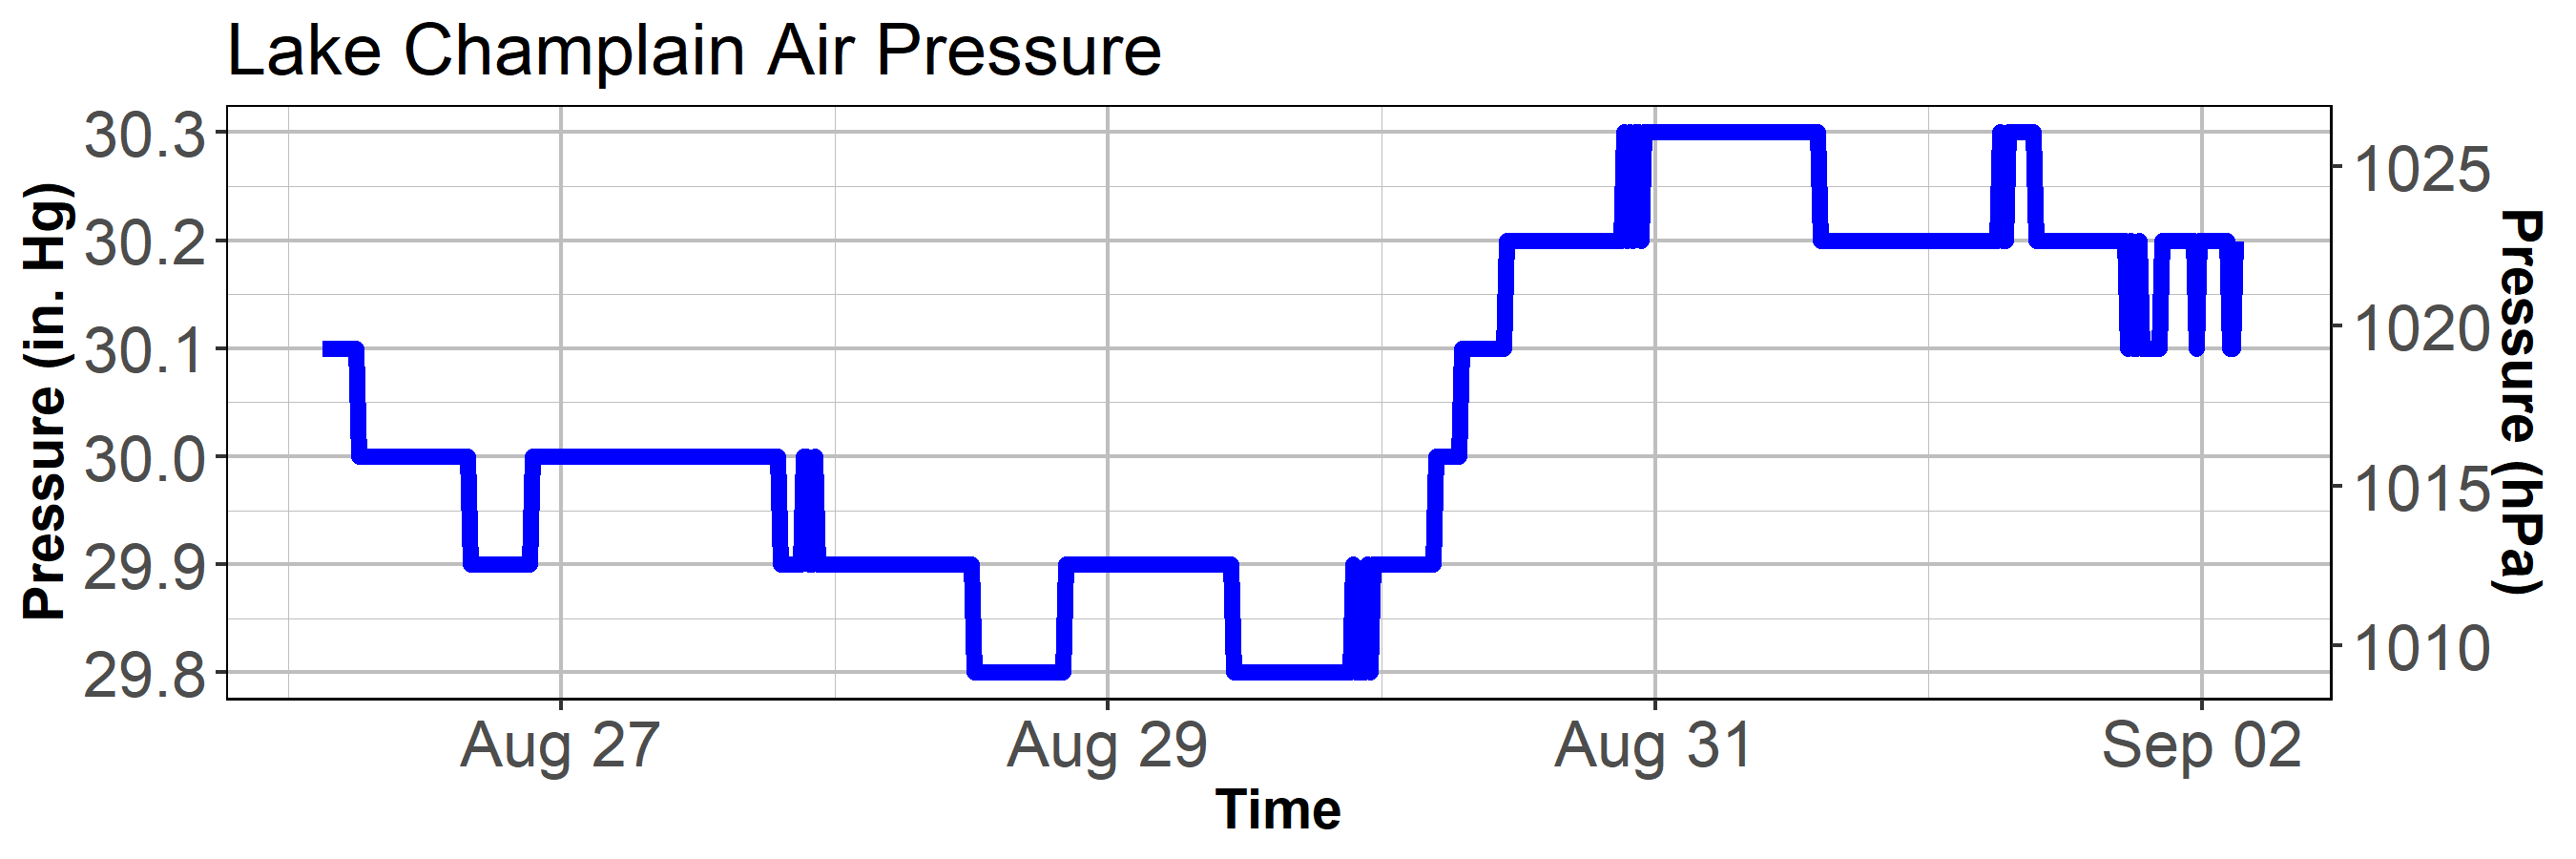 Lake Champlain Air Pressure
Pressure (in. Hg)
30.3
30.2
30.1
30.0
29.9
29.8
1025
1020
1015
1010
Pressure (hPa)
Aug 27 Aug 29 Aug 31 Sep 02
Time